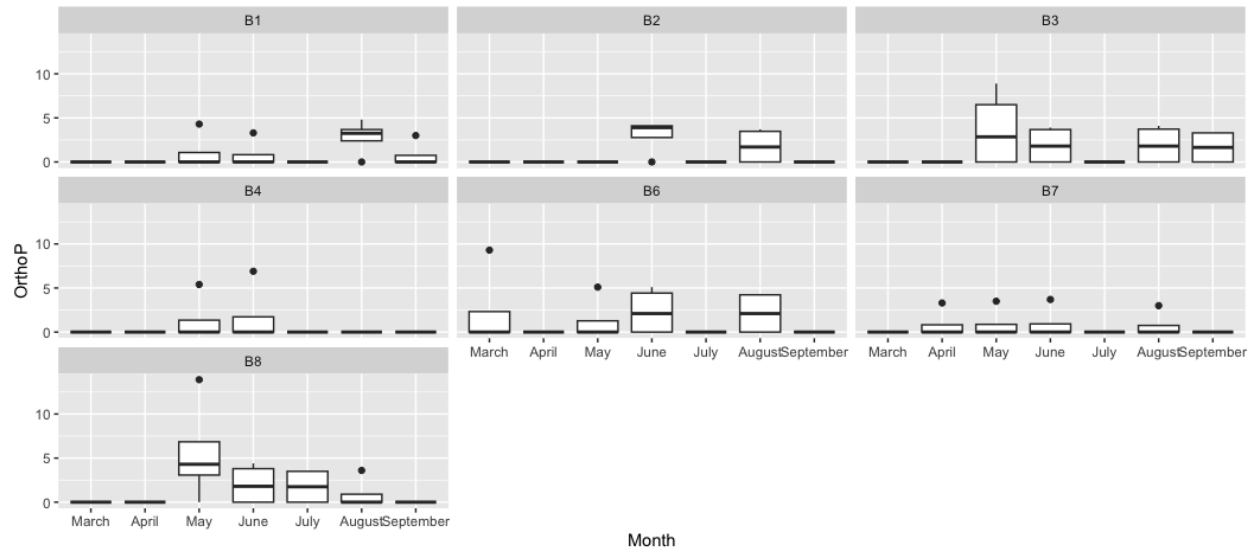 B1 B2 B3
10
5
0
B4 B6 B7
10
5
0
March April May June July August September March April May June July August September
B8
10
5
0
March April May June July August September
OrthoP
Month